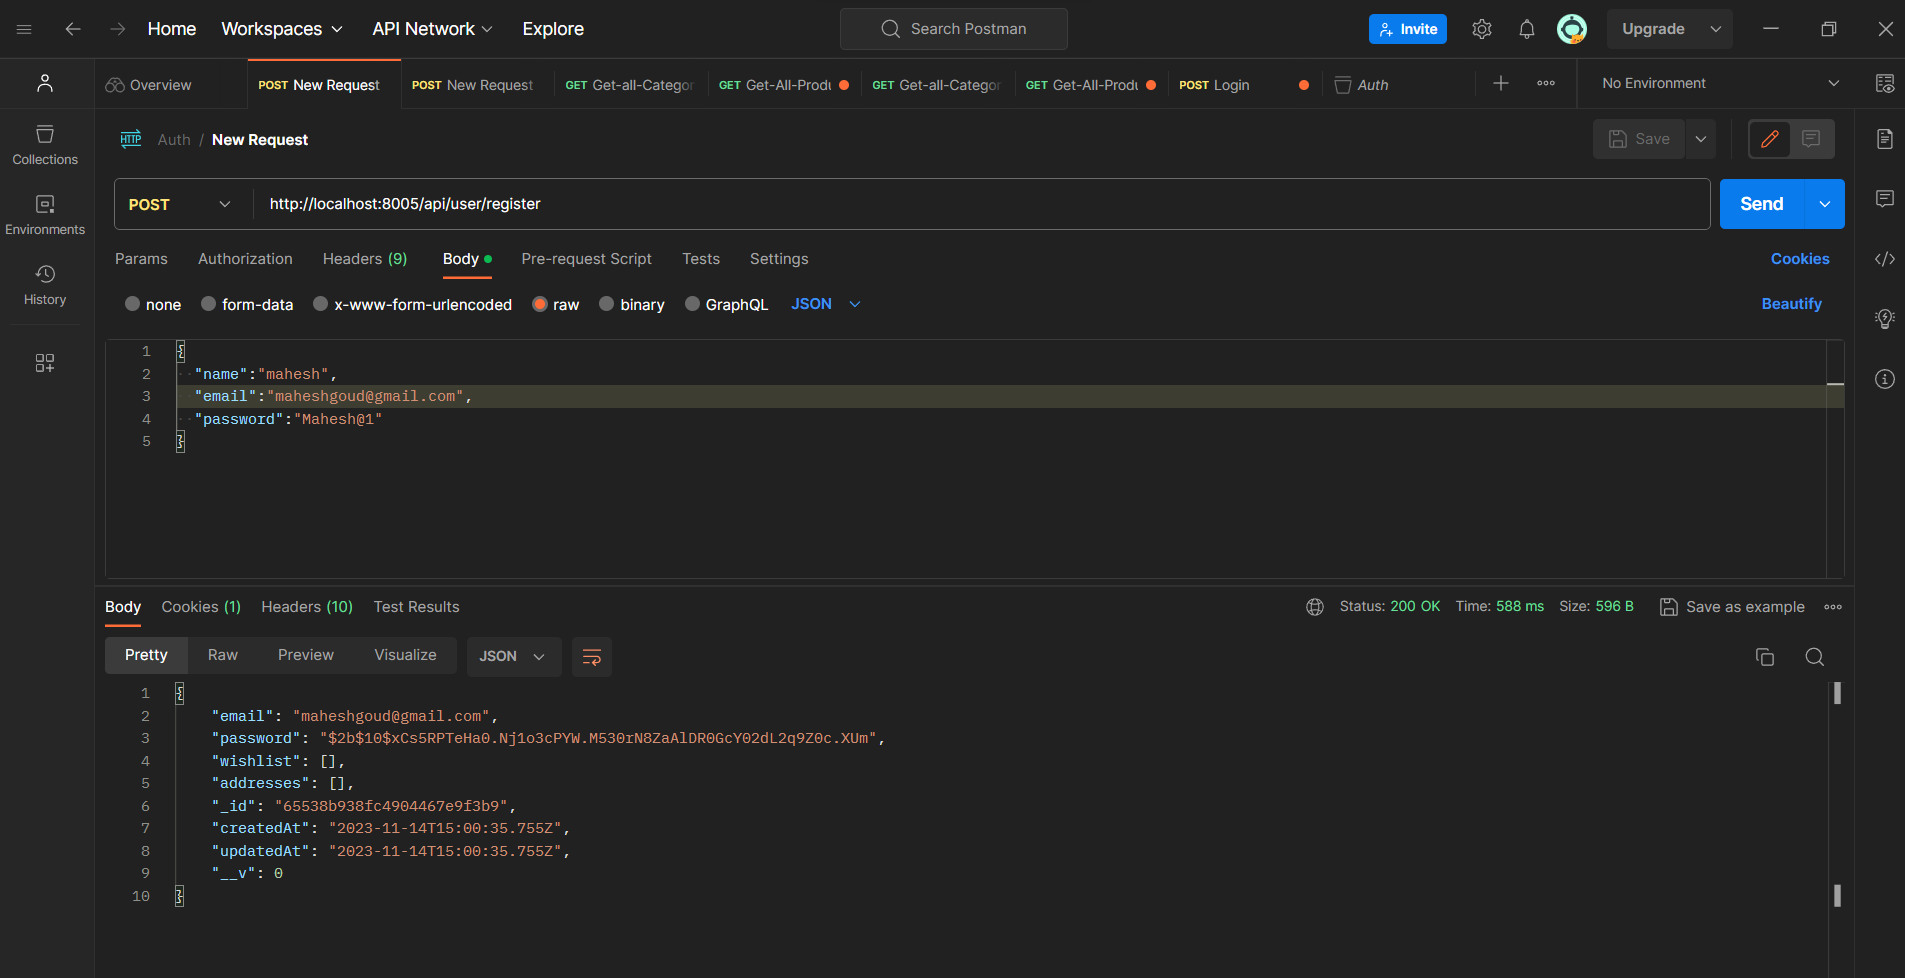 Home Workspaces API Network Explore Search Postman Invite Upgrade
Overview POST New Request POST New Request GET Get-all-Categor GET Get-All-Produ GET Get-all-Categor GET Get-All-Produ POST Login Auth No Environment
HTTP Auth / New Request Save
Collections
Environments
History
POST http://localhost:8005/api/user/register Send
Params Authorization Headers (9) Body Pre-request Script Tests Settings Cookies
none form-data x-www-form-urlencoded raw binary GraphQL JSON Beautify
1 {
2 "name":"mahesh",
3 "email":"maheshgoud@gmail.com",
4 "password":"Mahesh@1"
5 }
Body Cookies (1) Headers (10) Test Results Status: 200 OK Time: 588 ms Size: 596 B Save as example
Pretty Raw Preview Visualize JSON
1 {
2 "email": "maheshgoud@gmail.com",
3 "password": "$2b$10$xCs5RPTeHa0.Nj1o3cPYW.M530rN8ZaAlDR0GcY02dL2q9Z0c.XUm",
4 "wishlist": [],
5 "addresses": [],
6 "_id": "65538b938fc4904467e9f3b9",
7 "createdAt": "2023-11-14T15:00:35.755Z",
8 "updatedAt": "2023-11-14T15:00:35.755Z",
9 "__v": 0
10 }